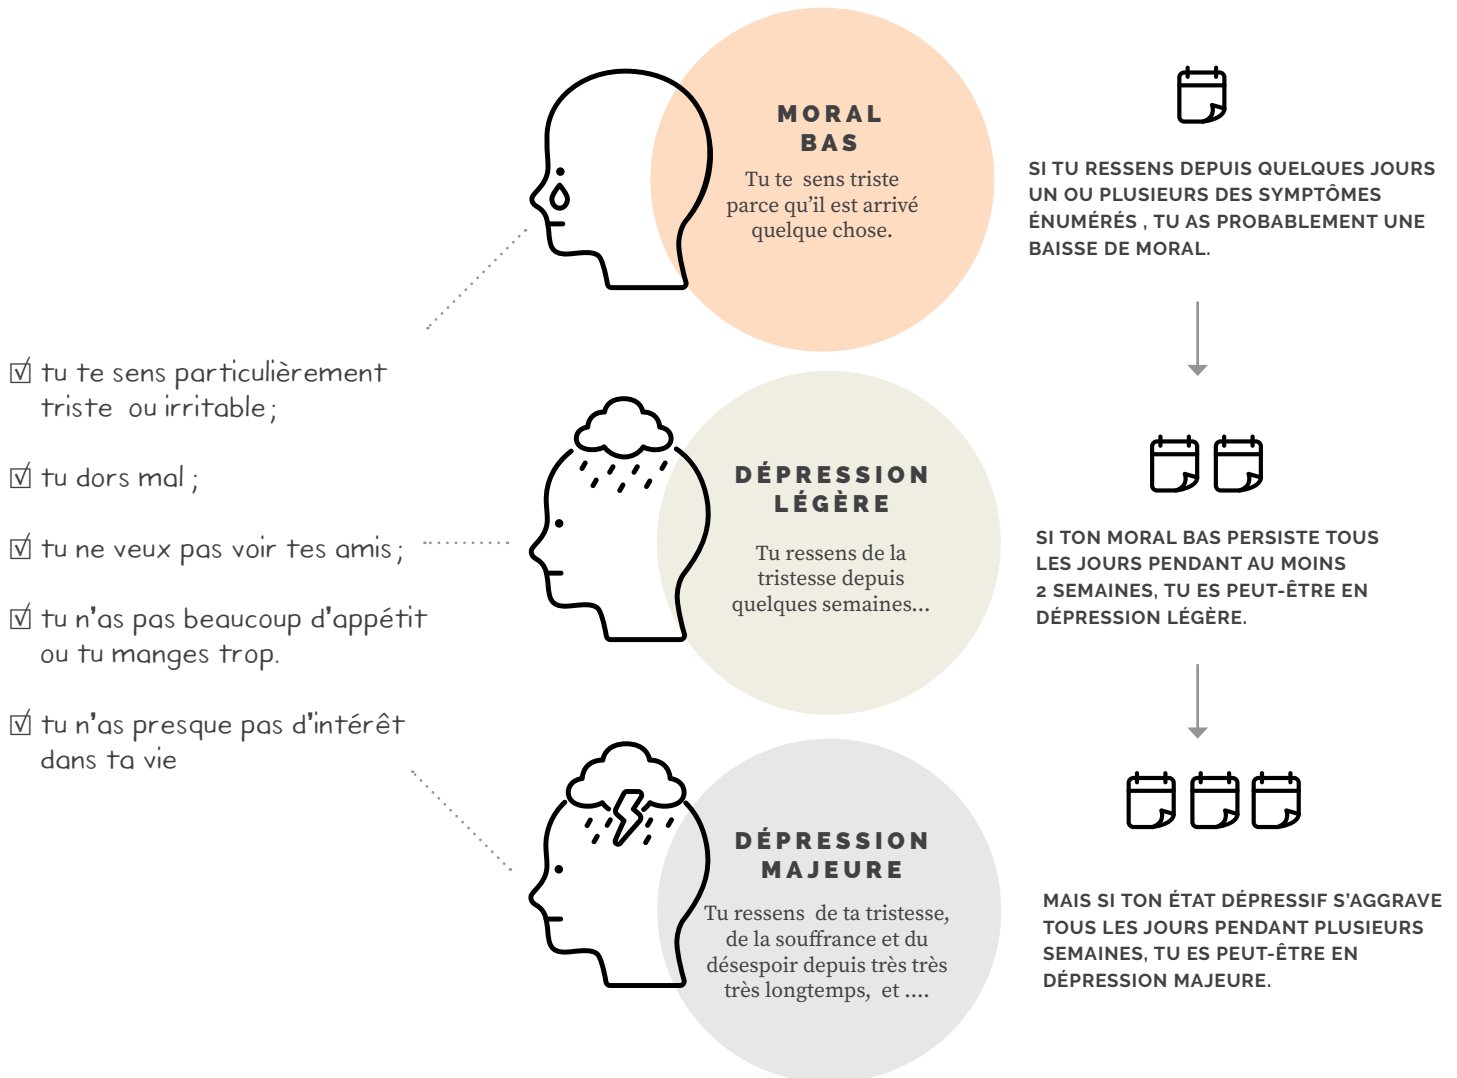 MORAL
BAS
Tu te sens triste
parce qu'il est arrivé
quelque chose.
SI TU RESSENS DEPUIS QUELQUES JOURS
UN OU PLUSIEURS DES SYMPTÔMES
ÉNUMÉRÉS , TU AS PROBABLEMENT UNE
BAISSE DE MORAL.
☑ tu te sens particulièrement
triste ou irritable ;
☑ tu dors mal ;
☑ tu ne veux pas voir tes amis ;
☑ tu n'as pas beaucoup d'appétit
ou tu manges trop.
☑ tu n'as presque pas d'intérêt
dans ta vie
DÉPRESSION
LÉGÈRE
Tu ressens de la
tristesse depuis
quelques semaines...
SI TON MORAL BAS PERSISTE TOUS
LES JOURS PENDANT AU MOINS
2 SEMAINES, TU ES PEUT-ÊTRE EN
DÉPRESSION LÉGÈRE.
DÉPRESSION
MAJEURE
Tu ressens de ta tristesse,
de la souffrance et du
désespoir depuis très très
très longtemps, et ....
MAIS SI TON ÉTAT DÉPRESSIF S'AGGRAVE
TOUS LES JOURS PENDANT PLUSIEURS
SEMAINES, TU ES PEUT-ÊTRE EN
DÉPRESSION MAJEURE.